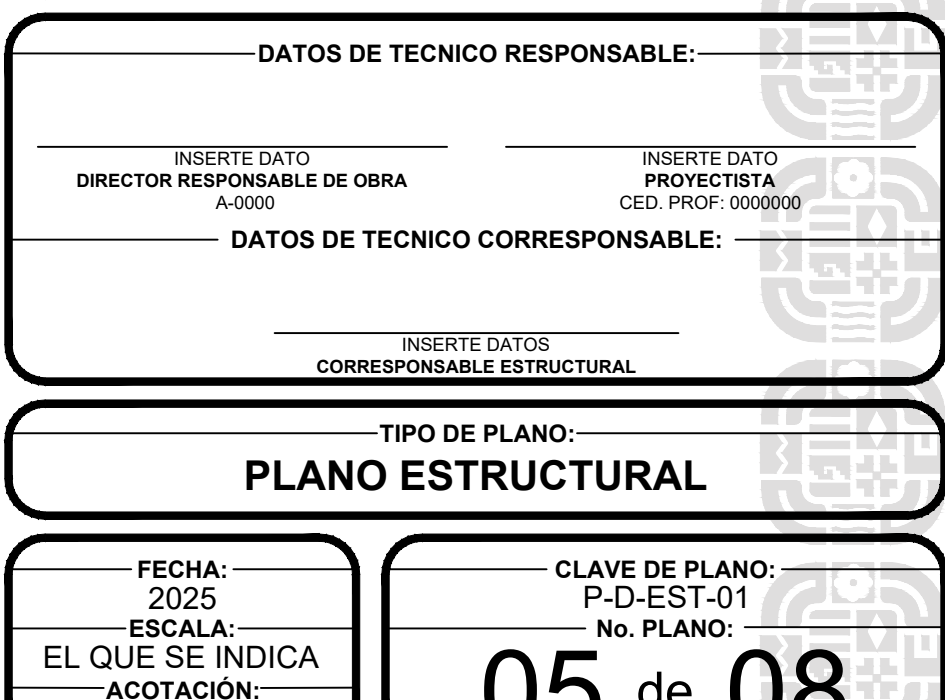 DATOS DE TECNICO RESPONSABLE:
INSERTE DATO
DIRECTOR RESPONSABLE DE OBRA
A-0000
INSERTE DATO
PROYECTISTA
CED. PROF: 0000000
DATOS DE TECNICO CORRESPONSABLE:
INSERTE DATOS
CORRESPONSABLE ESTRUCTURAL
TIPO DE PLANO:
PLANO ESTRUCTURAL
FECHA:
2025
ESCALA:
EL QUE SE INDICA
ACOTACIÓN:
CLAVE DE PLANO:
P-D-EST-01
No. PLANO:
05 de 08